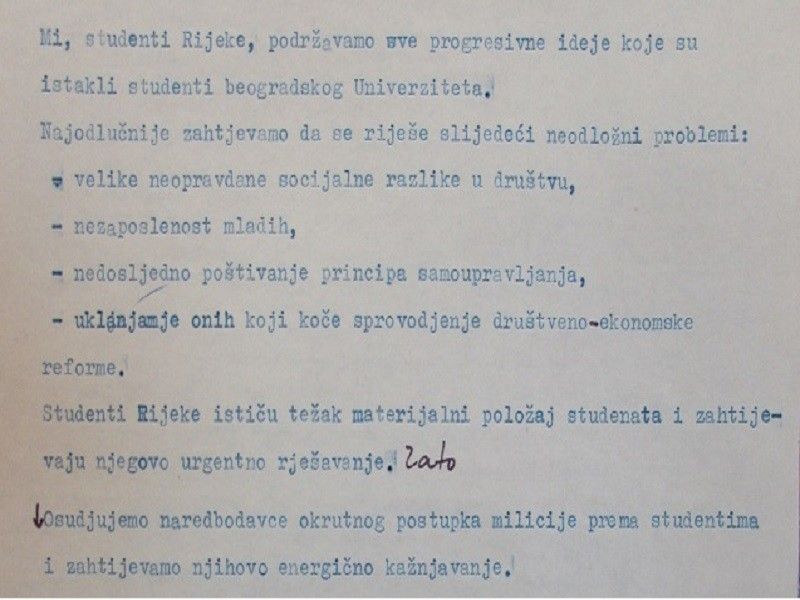 Mi, studenti Rijeke, podržavamo sve progresivne ideje koje su
istakli studenti beogradskog Univerziteta.
Najodlučnije zahtjevamo da se riješe slijedeći neodložni problemi:
- velike neopravdane socijalne razlike u društvu,
- nezaposlenost mladih,
- nedosljedno poštivanje principa samoupravljanja,
- uklanjamje onih koji koče sprovodjenje društveno-ekonomske
reforme.
Studenti Rijeke ističu težak materijalni položaj studenata i zahtije-
vaju njegovo urgentno rješavanje. Zato
Osudjujemo naredbodavce okrutnog postupka milicije prema studentima
i zahtijevamo njihovo energično kažnjavanje.